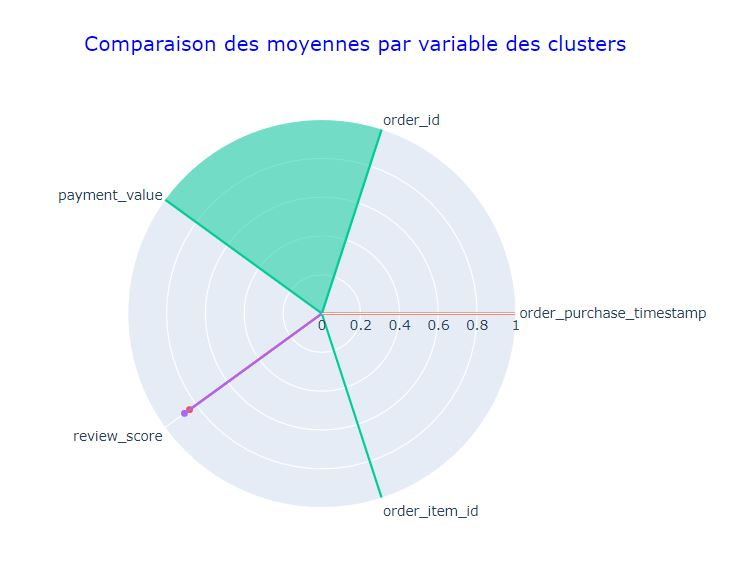 Comparaison des moyennes par variable des clusters
order_id
payment_value
order_purchase_timestamp
0 0.2 0.4 0.6 0.8 1
review_score
order_item_id